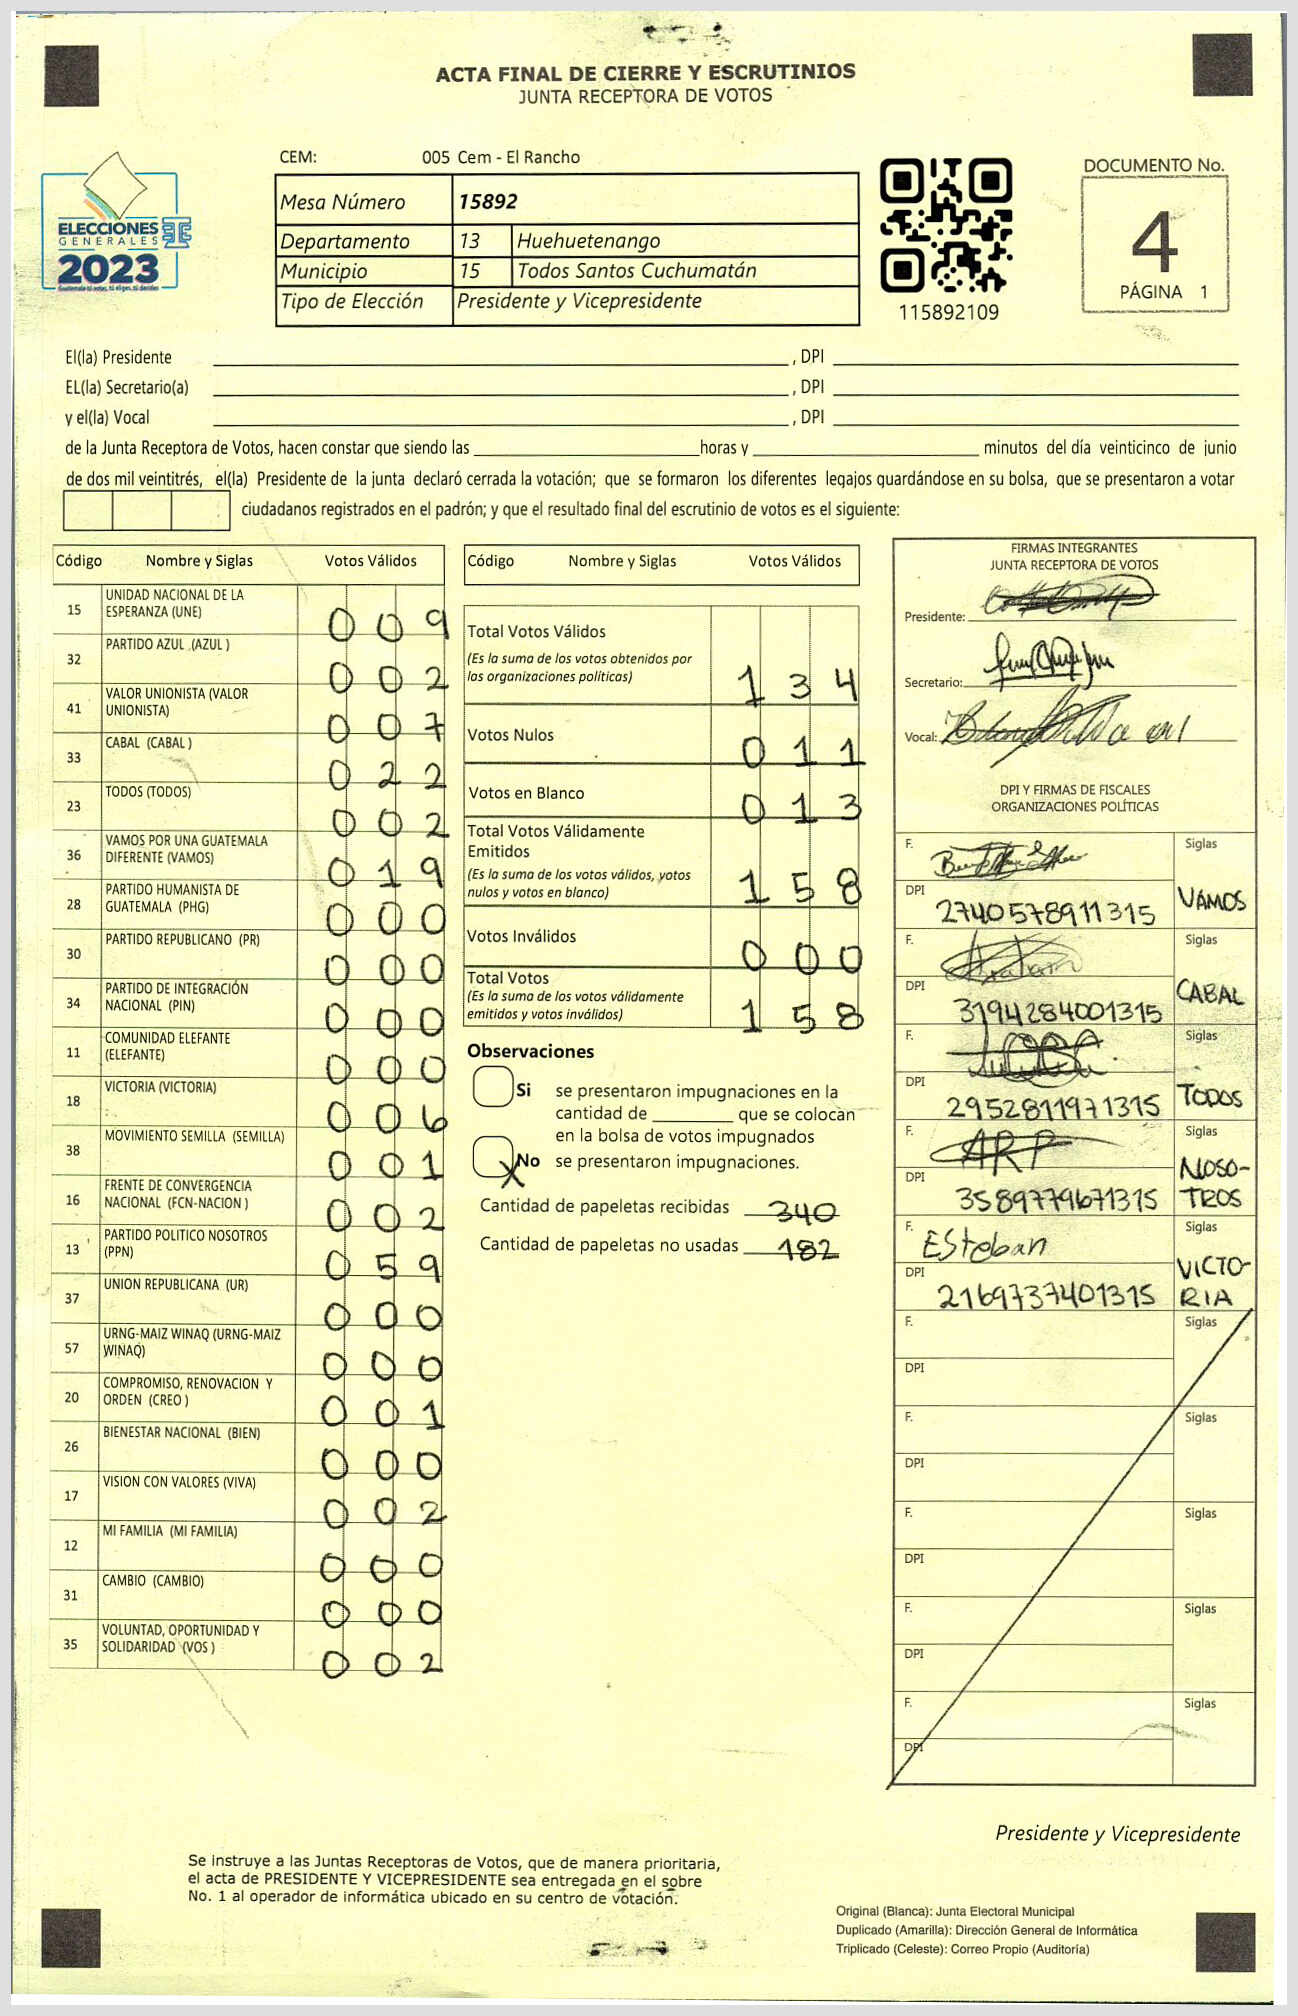 ACTA FINAL DE CIERRE Y ESCRUTINIOS
JUNTA RECEPTORA DE VOTOS
ELECCIONES
GENERALES
2023
Guatemala tú votas, tú eliges, tú decides
CEM: 005 Cem - El Rancho
Mesa Número 15892
Departamento 13 Huehuetenango
Municipio 15 Todos Santos Cuchumatán
Tipo de Elección Presidente y Vicepresidente
115892109
DOCUMENTO No.
4
PÁGINA 1
El(la) Presidente , DPI
EL(la) Secretario(a) , DPI
y el(la) Vocal , DPI
de la Junta Receptora de Votos, hacen constar que siendo las horas y minutos del día veinticinco de junio
de dos mil veintitrés, el(la) Presidente de la junta declaró cerrada la votación; que se formaron los diferentes legajos guardándose en su bolsa, que se presentaron a votar
ciudadanos registrados en el padrón; y que el resultado final del escrutinio de votos es el siguiente:
Código Nombre y Siglas Votos Válidos
15 UNIDAD NACIONAL DE LA ESPERANZA (UNE) 009
32 PARTIDO AZUL (AZUL ) 002
41 VALOR UNIONISTA (VALOR UNIONISTA) 007
33 CABAL (CABAL ) 022
23 TODOS (TODOS) 002
36 VAMOS POR UNA GUATEMALA DIFERENTE (VAMOS) 019
28 PARTIDO HUMANISTA DE GUATEMALA (PHG) 000
30 PARTIDO REPUBLICANO (PR) 000
34 PARTIDO DE INTEGRACIÓN NACIONAL (PIN) 000
11 COMUNIDAD ELEFANTE (ELEFANTE) 000
18 VICTORIA (VICTORIA) 006
38 MOVIMIENTO SEMILLA (SEMILLA) 001
16 FRENTE DE CONVERGENCIA NACIONAL (FCN-NACION ) 002
13 PARTIDO POLITICO NOSOTROS (PPN) 059
37 UNION REPUBLICANA (UR) 000
57 URNG-MAIZ WINAQ (URNG-MAIZ WINAQ) 000
20 COMPROMISO, RENOVACION Y ORDEN (CREO ) 001
26 BIENESTAR NACIONAL (BIEN) 000
17 VISION CON VALORES (VIVA) 002
12 MI FAMILIA (MI FAMILIA) 000
31 CAMBIO (CAMBIO) 000
35 VOLUNTAD, OPORTUNIDAD Y SOLIDARIDAD (VOS ) 002
Código Nombre y Siglas Votos Válidos
Total Votos Válidos
(Es la suma de los votos obtenidos por
las organizaciones políticas) 134
Votos Nulos 011
Votos en Blanco 013
Total Votos Válidamente
Emitidos
(Es la suma de los votos válidos, votos
nulos y votos en blanco) 158
Votos Inválidos 000
Total Votos
(Es la suma de los votos válidamente
emitidos y votos inválidos) 158
Observaciones
Si se presentaron impugnaciones en la
cantidad de que se colocan
en la bolsa de votos impugnados
X No se presentaron impugnaciones.
Cantidad de papeletas recibidas 340
Cantidad de papeletas no usadas 182
FIRMAS INTEGRANTES
JUNTA RECEPTORA DE VOTOS
Presidente:
Secretario:
Vocal:
DPI Y FIRMAS DE FISCALES
ORGANIZACIONES POLÍTICAS
F. Siglas
DPI 2740578911315 VAMOS
F. Siglas
DPI 3194284001315 CABAL
F. Siglas
DPI 2952811971315 TODOS
F. ARP Siglas
DPI 3589779671315 NOSO-
TROS
F. Esteban Siglas
DPI 2169737401315 VICTO-
RIA
F. Siglas
DPI
F. Siglas
DPI
F. Siglas
DPI
F. Siglas
DPI
F. Siglas
DPI
Presidente y Vicepresidente
Se instruye a las Juntas Receptoras de Votos, que de manera prioritaria,
el acta de PRESIDENTE Y VICEPRESIDENTE sea entregada en el sobre
No. 1 al operador de informática ubicado en su centro de votación.
Original (Blanca): Junta Electoral Municipal
Duplicado (Amarilla): Dirección General de Informática
Triplicado (Celeste): Correo Propio (Auditoría)